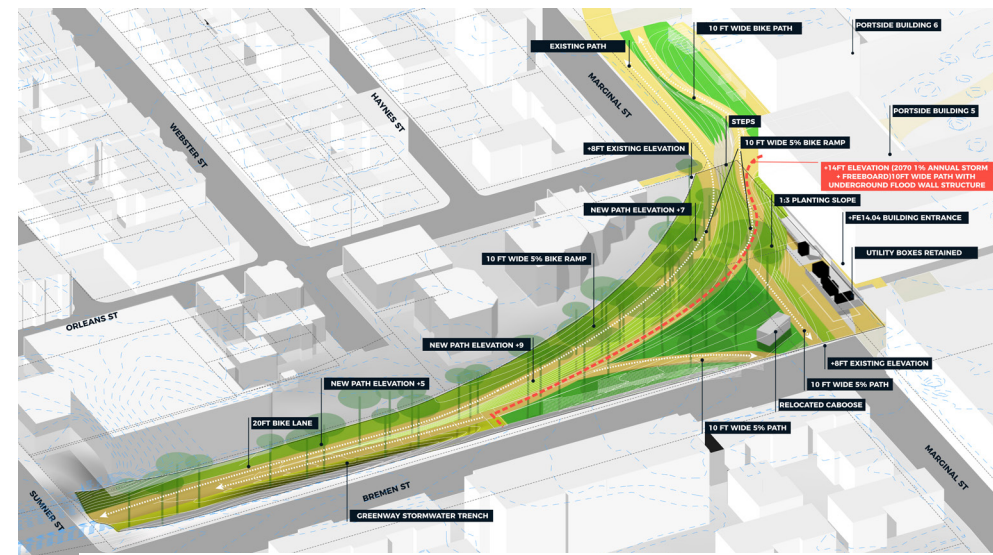 10 FT WIDE BIKE PATH
PORTSIDE BUILDING 6
EXISTING PATH
MARGINAL ST
HAYNES ST
WEBSTER ST
PORTSIDE BUILDING 5
STEPS
10 FT WIDE 5% BIKE RAMP
+8FT EXISTING ELEVATION
+14FT ELEVATION (2070 1% ANNUAL STORM
+ FREEBOARD)10FT WIDE PATH WITH
UNDERGROUND FLOOD WALL STRUCTURE
1:3 PLANTING SLOPE
NEW PATH ELEVATION +7
+FE14.04 BUILDING ENTRANCE
UTILITY BOXES RETAINED
10 FT WIDE 5% BIKE RAMP
ORLEANS ST
NEW PATH ELEVATION +9
+8FT EXISTING ELEVATION
NEW PATH ELEVATION +5
10 FT WIDE 5% PATH
RELOCATED CABOOSE
20FT BIKE LANE
10 FT WIDE 5% PATH
MARGINAL ST
BREMEN ST
SUMNER ST
GREENWAY STORMWATER TRENCH